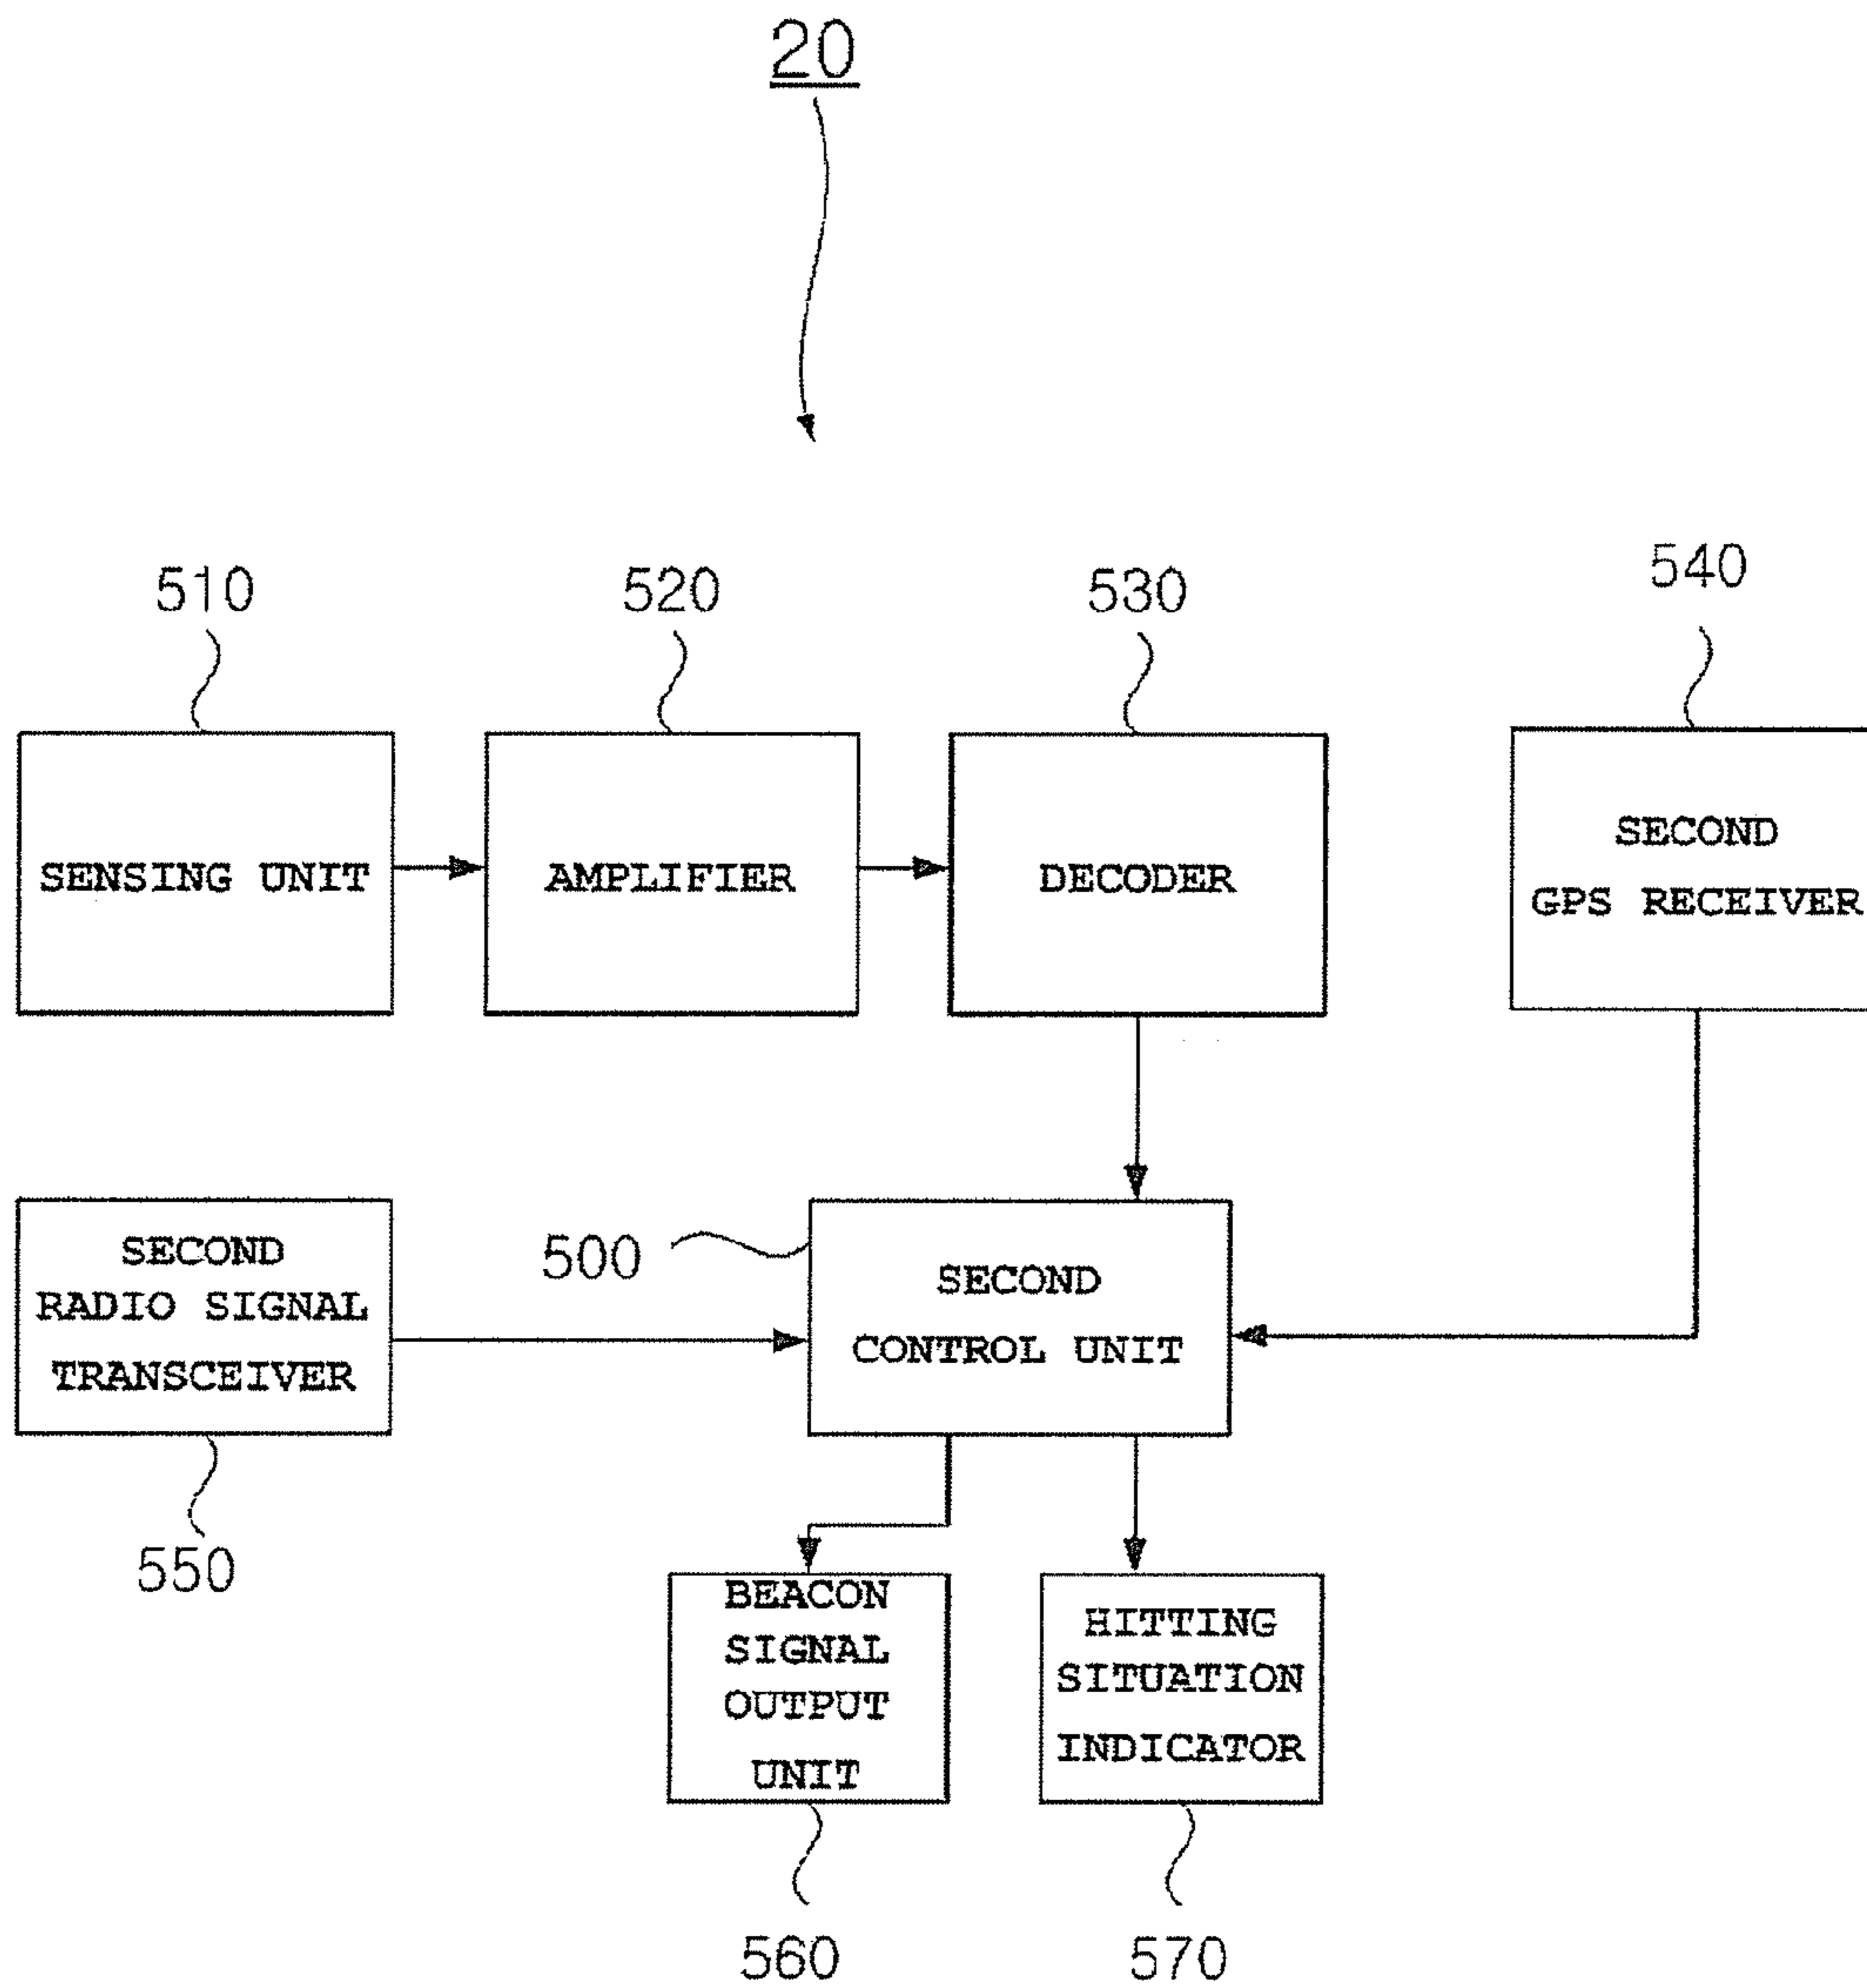 20
510
520
530
540
SENSING UNIT
AMPLIFIER
DECODER
SECOND
GPS RECEIVER
SECOND
RADIO SIGNAL
TRANSCEIVER
500
SECOND
CONTROL UNIT
550
BEACON
SIGNAL
OUTPUT
UNIT
HITTING
SITUATION
INDICATOR
560
570